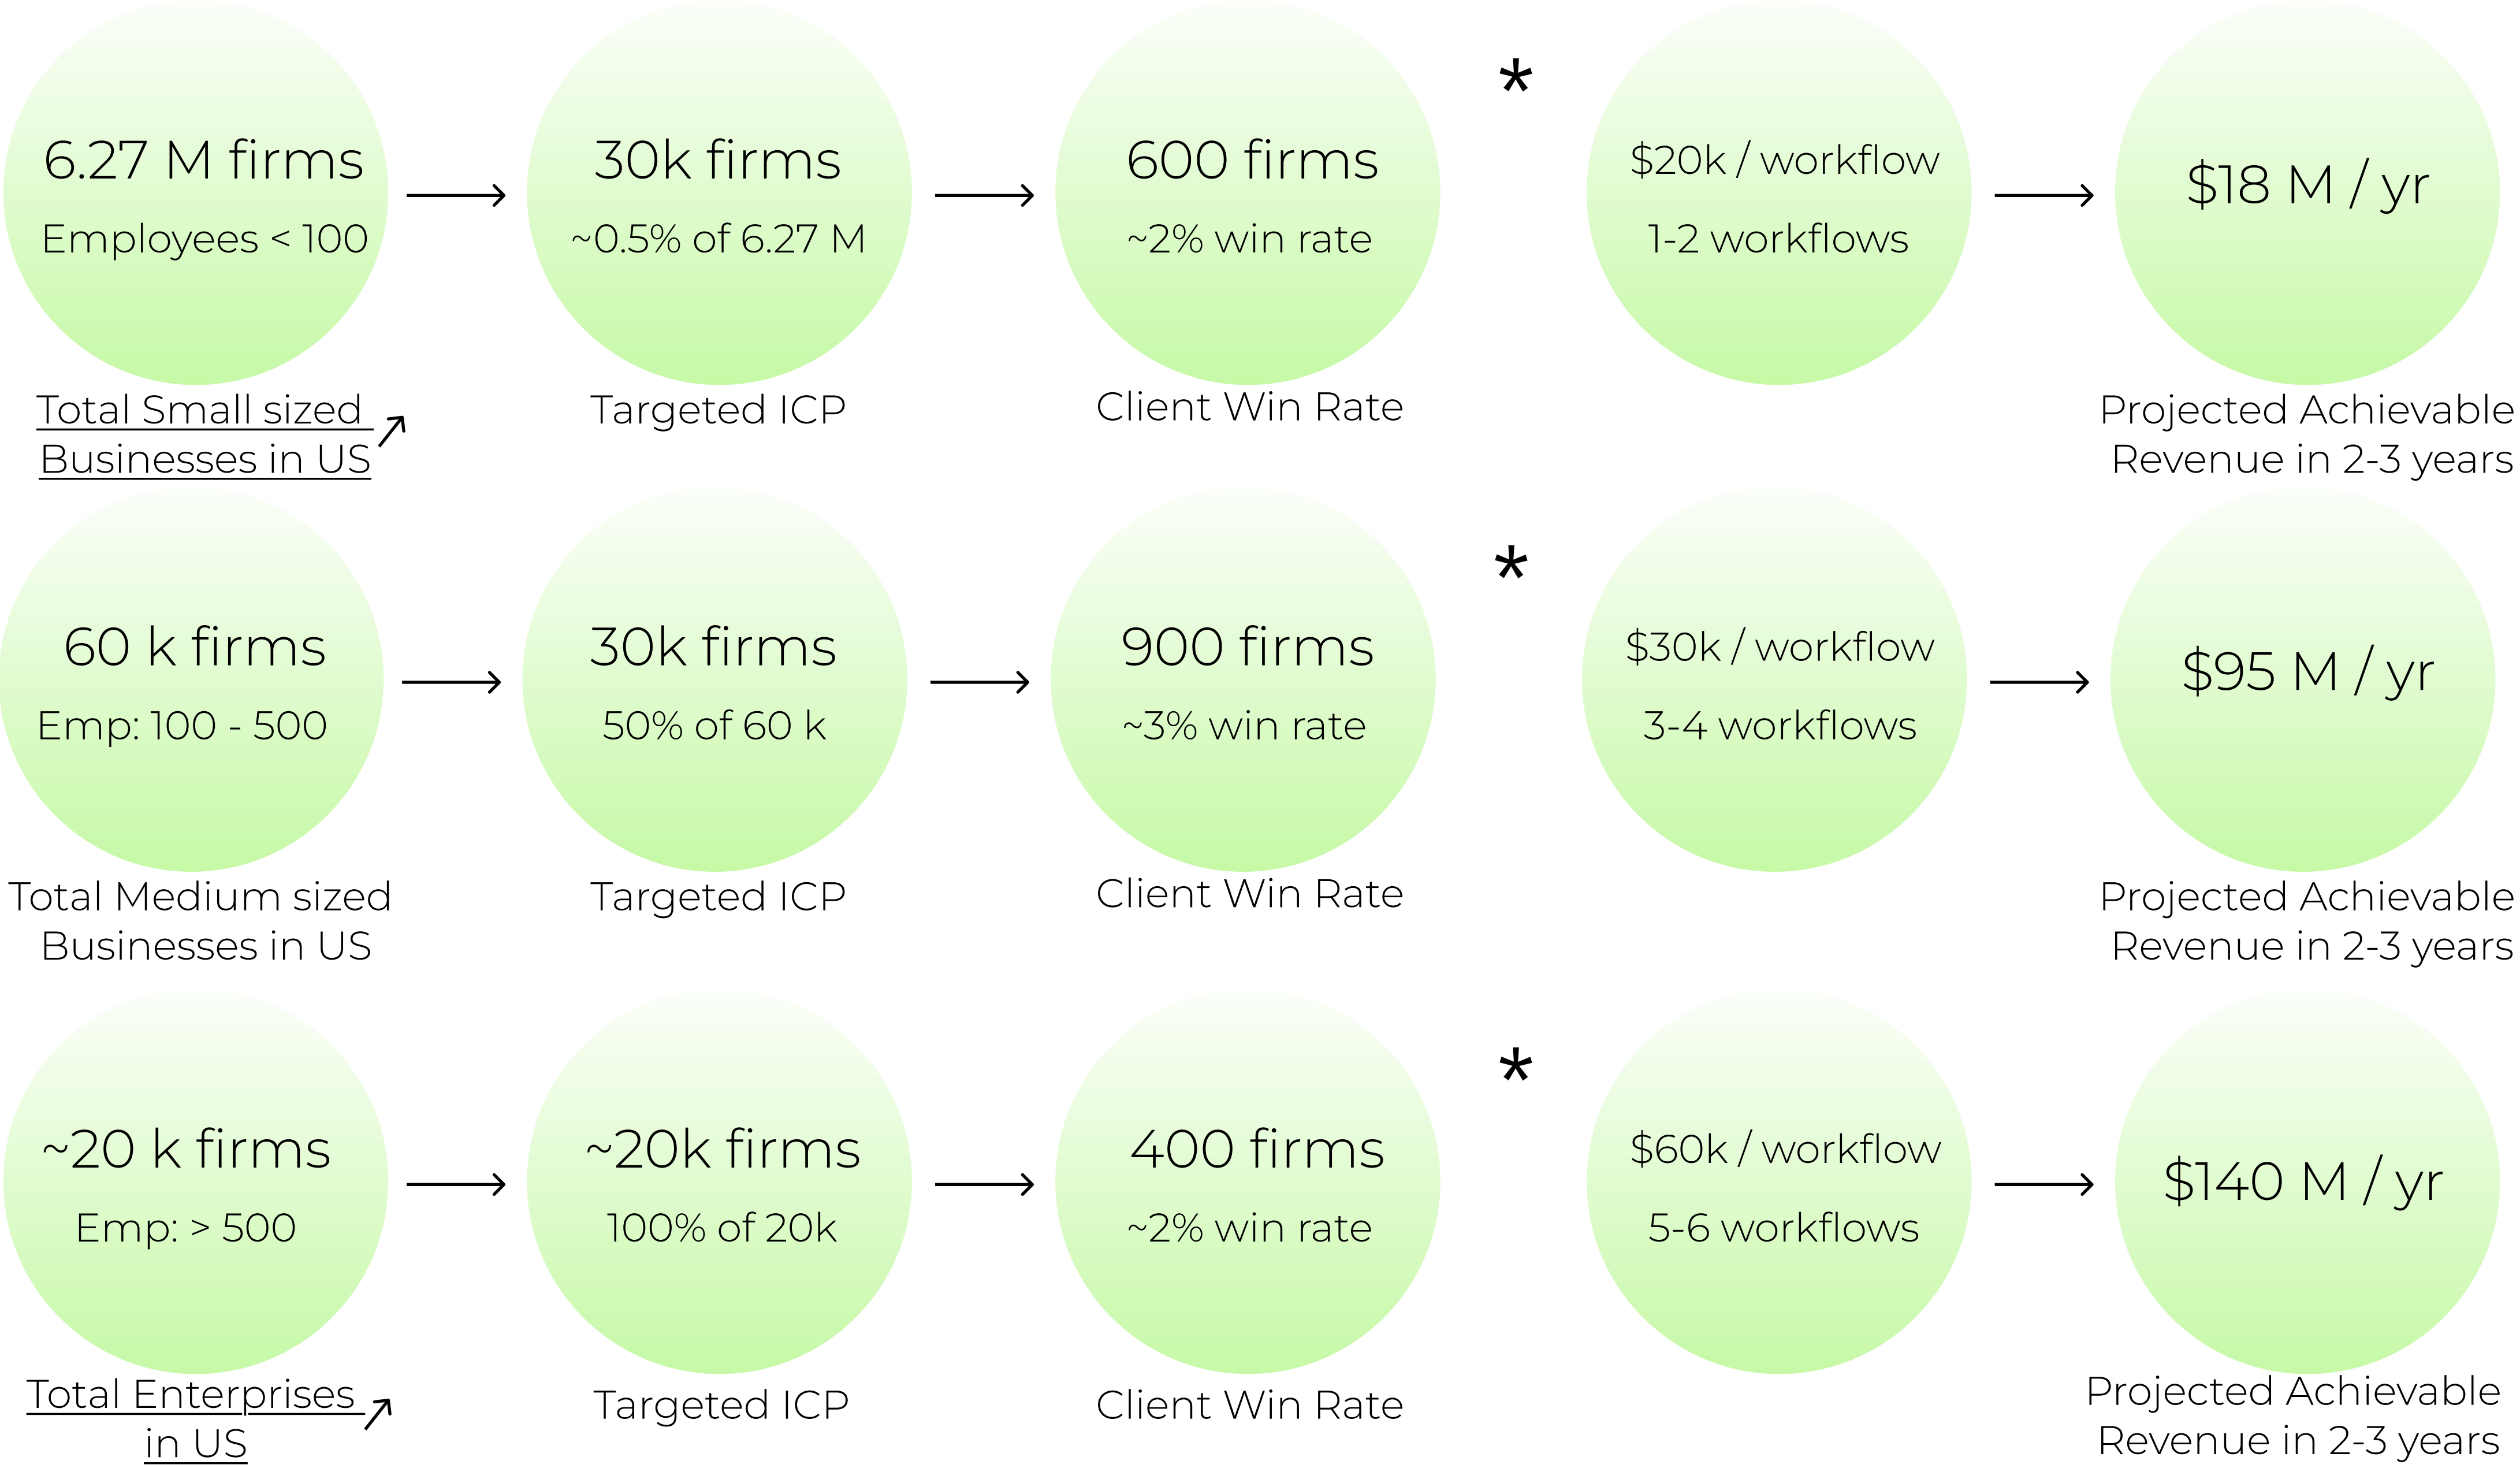 6.27 M firms
Employees < 100
30k firms
~0.5% of 6.27 M
600 firms
~2% win rate
*
$20k / workflow
1-2 workflows
$18 M / yr
Total Small sized
Businesses in US
Targeted ICP
Client Win Rate
Projected Achievable
Revenue in 2-3 years
60 k firms
Emp: 100 - 500
30k firms
50% of 60 k
900 firms
~3% win rate
*
$30k / workflow
3-4 workflows
$95 M / yr
Total Medium sized
Businesses in US
Targeted ICP
Client Win Rate
Projected Achievable
Revenue in 2-3 years
~20 k firms
Emp: > 500
~20k firms
100% of 20k
400 firms
~2% win rate
*
$60k / workflow
5-6 workflows
$140 M / yr
Total Enterprises
in US
Targeted ICP
Client Win Rate
Projected Achievable
Revenue in 2-3 years